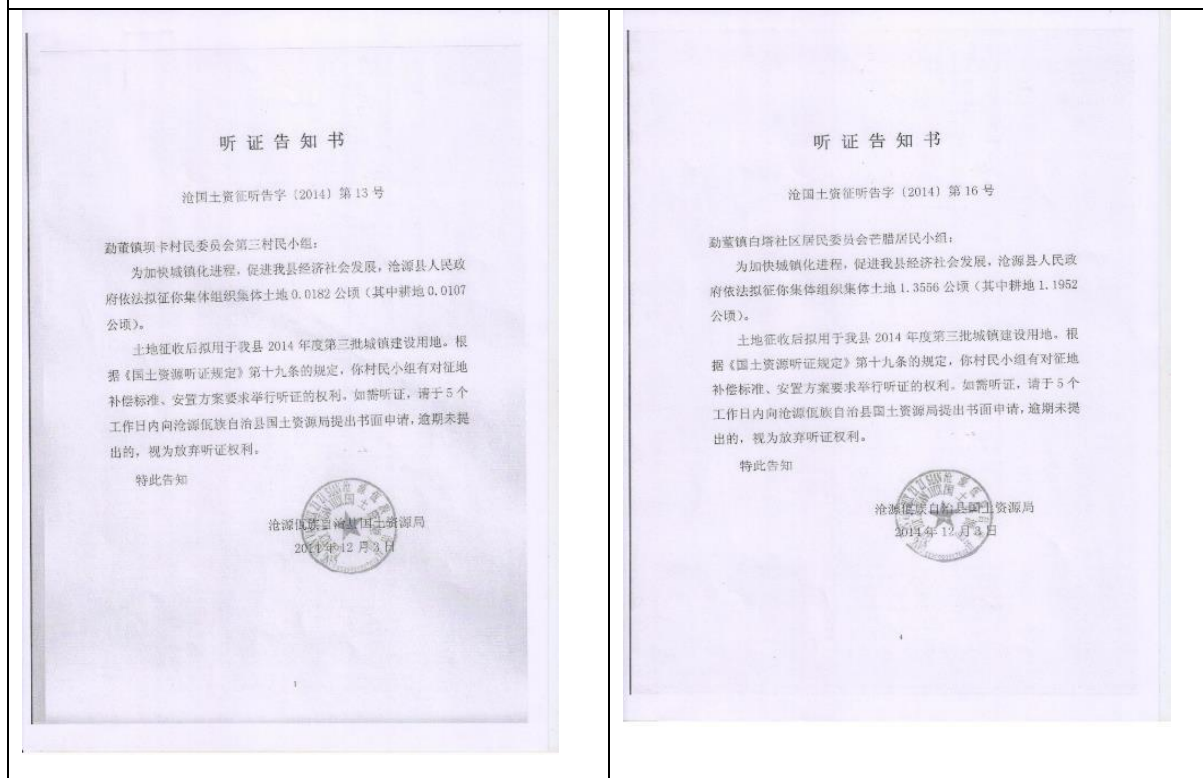 听证告知书
沧国土资征听告字〔2014〕第13号
勐董镇坝卡村民委员会第三村民小组：
为加快城镇化进程，促进我县经济社会发展，沧源县人民政
府依法拟征你集体组织集体土地0.0182公顷（其中耕地0.0107
公顷）。
土地征收后拟用于我县2014年度第三批城镇建设用地。根
据《国土资源听证规定》第十九条的规定，你村民小组有对征地
补偿标准、安置方案要求举行听证的权利。如需听证，请于5个
工作日内向沧源佤族自治县国土资源局提出书面申请，逾期未提
出的，视为放弃听证权利。
特此告知
沧源佤族自治县国土资源局
2014年12月3日
1
听证告知书
沧国土资征听告字〔2014〕第16号
勐董镇白塔社区居民委员会芒腊居民小组：
为加快城镇化进程，促进我县经济社会发展，沧源县人民政
府依法拟征你集体组织集体土地1.3556公顷（其中耕地1.1952
公顷）。
土地征收后拟用于我县2014年度第三批城镇建设用地。根
据《国土资源听证规定》第十九条的规定，你村民小组有对征地
补偿标准、安置方案要求举行听证的权利。如需听证，请于5个
工作日内向沧源佤族自治县国土资源局提出书面申请，逾期未提
出的，视为放弃听证权利。
特此告知
沧源佤族自治县国土资源局
2014年12月3日
4